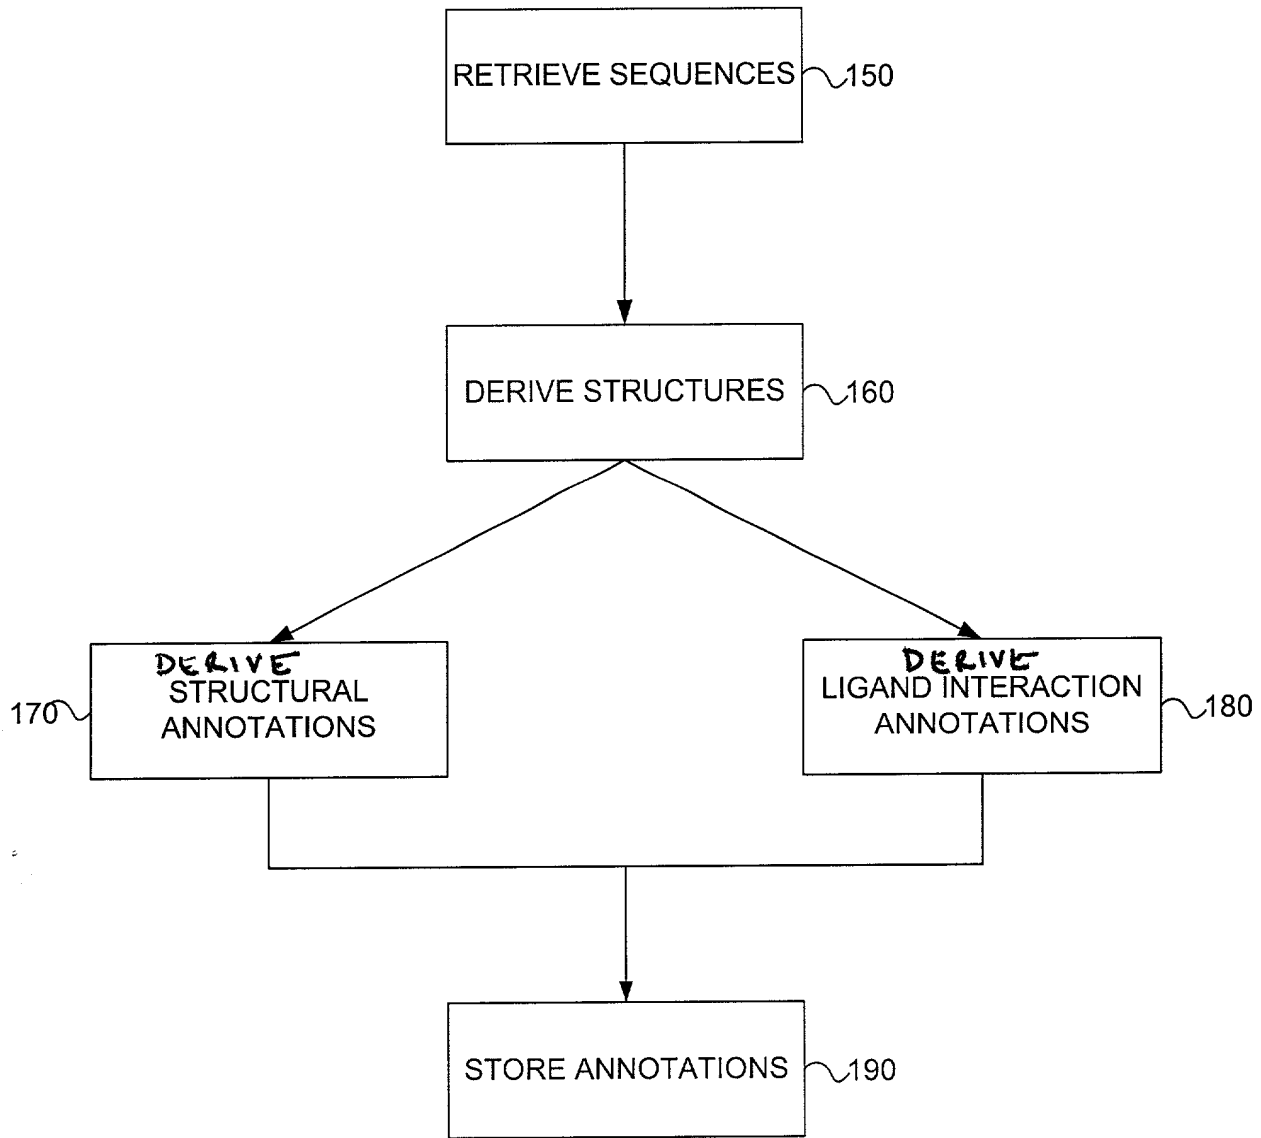 RETRIEVE SEQUENCES 150
DERIVE STRUCTURES 160
DERIVE
STRUCTURAL
ANNOTATIONS
170
DERIVE
LIGAND INTERACTION
ANNOTATIONS
180
STORE ANNOTATIONS 190